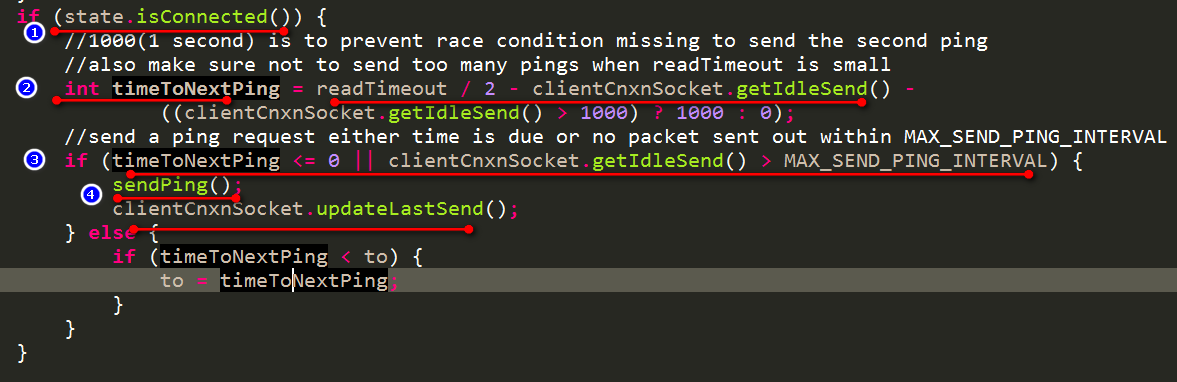 if (state.isConnected()) {
1
//1000(1 second) is to prevent race condition missing to send the second ping
//also make sure not to send too many pings when readTimeout is small
2 int timeToNextPing = readTimeout / 2 - clientCnxnSocket.getIdleSend() -
((clientCnxnSocket.getIdleSend() > 1000) ? 1000 : 0);
//send a ping request either time is due or no packet sent out within MAX_SEND_PING_INTERVAL
3 if (timeToNextPing <= 0 || clientCnxnSocket.getIdleSend() > MAX_SEND_PING_INTERVAL) {
4 sendPing();
clientCnxnSocket.updateLastSend();
} else {
if (timeToNextPing < to) {
to = timeToNextPing;
}
}
}